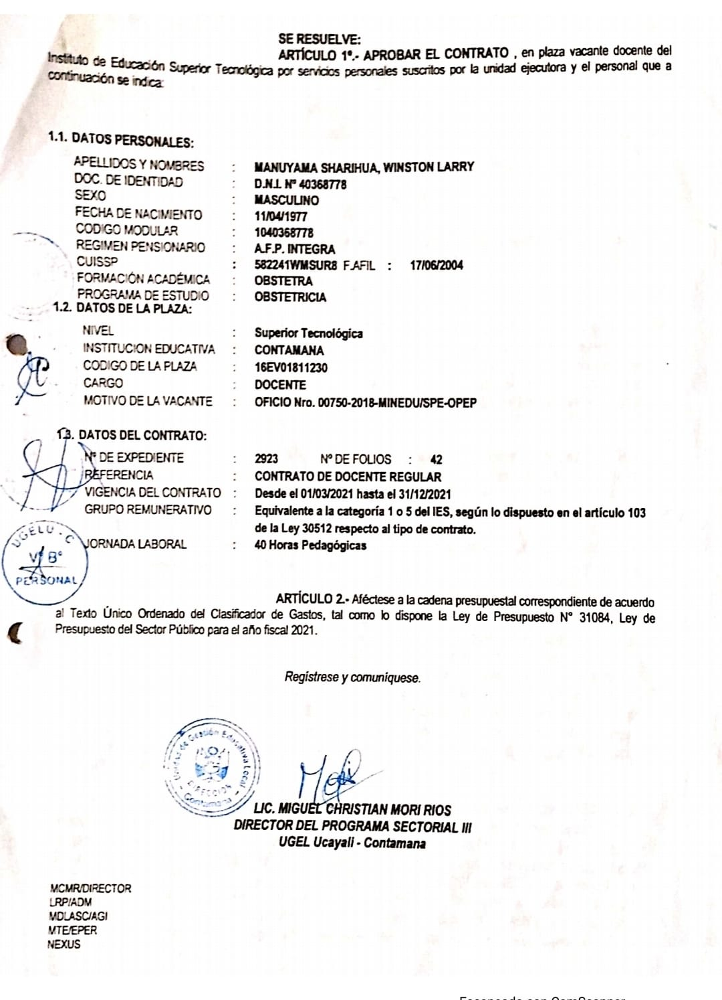 SE RESUELVE:
ARTÍCULO 1º.- APROBAR EL CONTRATO , en plaza vacante docente del
Instituto de Educación Superior Tecnológica por servicios personales suscritos por la unidad ejecutora y el personal que a
continuación se indica:
1.1. DATOS PERSONALES:
APELLIDOS Y NOMBRES : MANUYAMA SHARIHUA, WINSTON LARRY
DOC. DE IDENTIDAD : D.N.I. Nº 40368778
SEXO : MASCULINO
FECHA DE NACIMIENTO : 11/04/1977
CODIGO MODULAR : 1040368778
REGIMEN PENSIONARIO : A.F.P. INTEGRA
CUISSP : 582241WMSUR8 F.AFIL : 17/06/2004
FORMACIÓN ACADÉMICA : OBSTETRA
PROGRAMA DE ESTUDIO : OBSTETRICIA
1.2. DATOS DE LA PLAZA:
NIVEL : Superior Tecnológica
INSTITUCION EDUCATIVA : CONTAMANA
CODIGO DE LA PLAZA : 16EV01811230
CARGO : DOCENTE
MOTIVO DE LA VACANTE : OFICIO Nro. 00750-2018-MINEDU/SPE-OPEP
1.3. DATOS DEL CONTRATO:
Nº DE EXPEDIENTE : 2923 Nº DE FOLIOS : 42
REFERENCIA : CONTRATO DE DOCENTE REGULAR
VIGENCIA DEL CONTRATO : Desde el 01/03/2021 hasta el 31/12/2021
GRUPO REMUNERATIVO : Equivalente a la categoría 1 o 5 del IES, según lo dispuesto en el artículo 103
de la Ley 30512 respecto al tipo de contrato.
JORNADA LABORAL : 40 Horas Pedagógicas
UGELU - C
Vº Bº
PERSONAL
ARTÍCULO 2.- Aféctese a la cadena presupuestal correspondiente de acuerdo
al Texto Único Ordenado del Clasificador de Gastos, tal como lo dispone la Ley de Presupuesto N° 31084, Ley de
Presupuesto del Sector Público para el año fiscal 2021.
Regístrese y comuníquese.
Unidad de Gestión Educativa Local
DIRECCION
Contamana
LIC. MIGUEL CHRISTIAN MORI RIOS
DIRECTOR DEL PROGRAMA SECTORIAL III
UGEL Ucayali - Contamana
MCMR/DIRECTOR
LRP/ADM
MDLASC/AGI
MTE/EPER
NEXUS